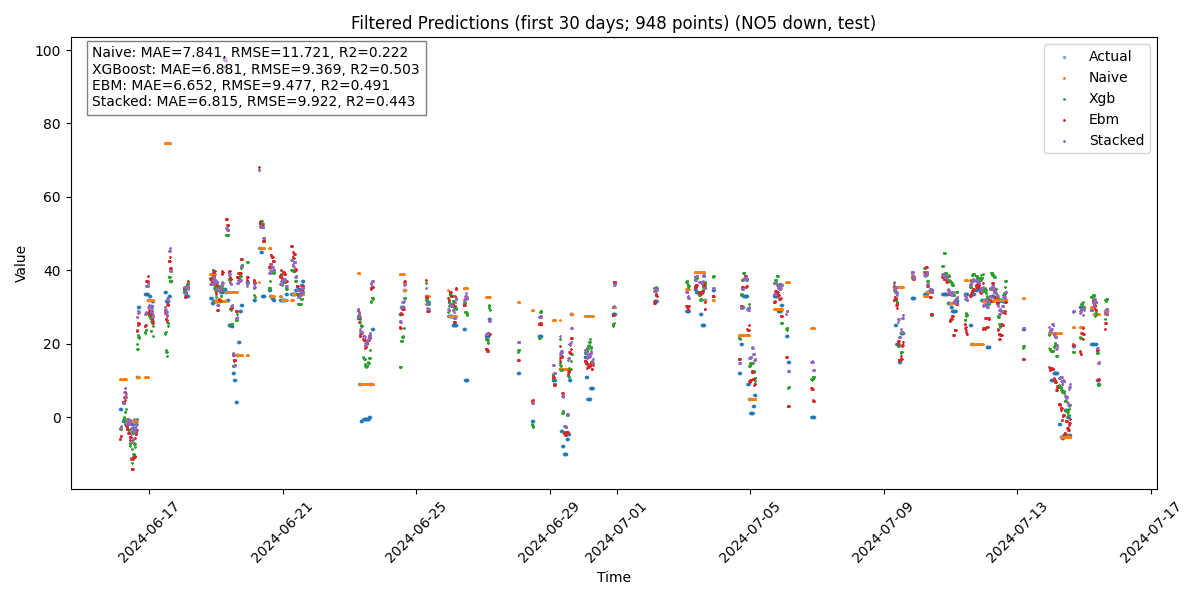 Filtered Predictions (first 30 days; 948 points) (NO5 down, test)
Naive: MAE=7.841, RMSE=11.721, R2=0.222
XGBoost: MAE=6.881, RMSE=9.369, R2=0.503
EBM: MAE=6.652, RMSE=9.477, R2=0.491
Stacked: MAE=6.815, RMSE=9.922, R2=0.443
Actual
Naive
Xgb
Ebm
Stacked
100
80
60
40
20
0
Value
2024-06-17
2024-06-21
2024-06-25
2024-06-29
2024-07-01
2024-07-05
2024-07-09
2024-07-13
2024-07-17
Time